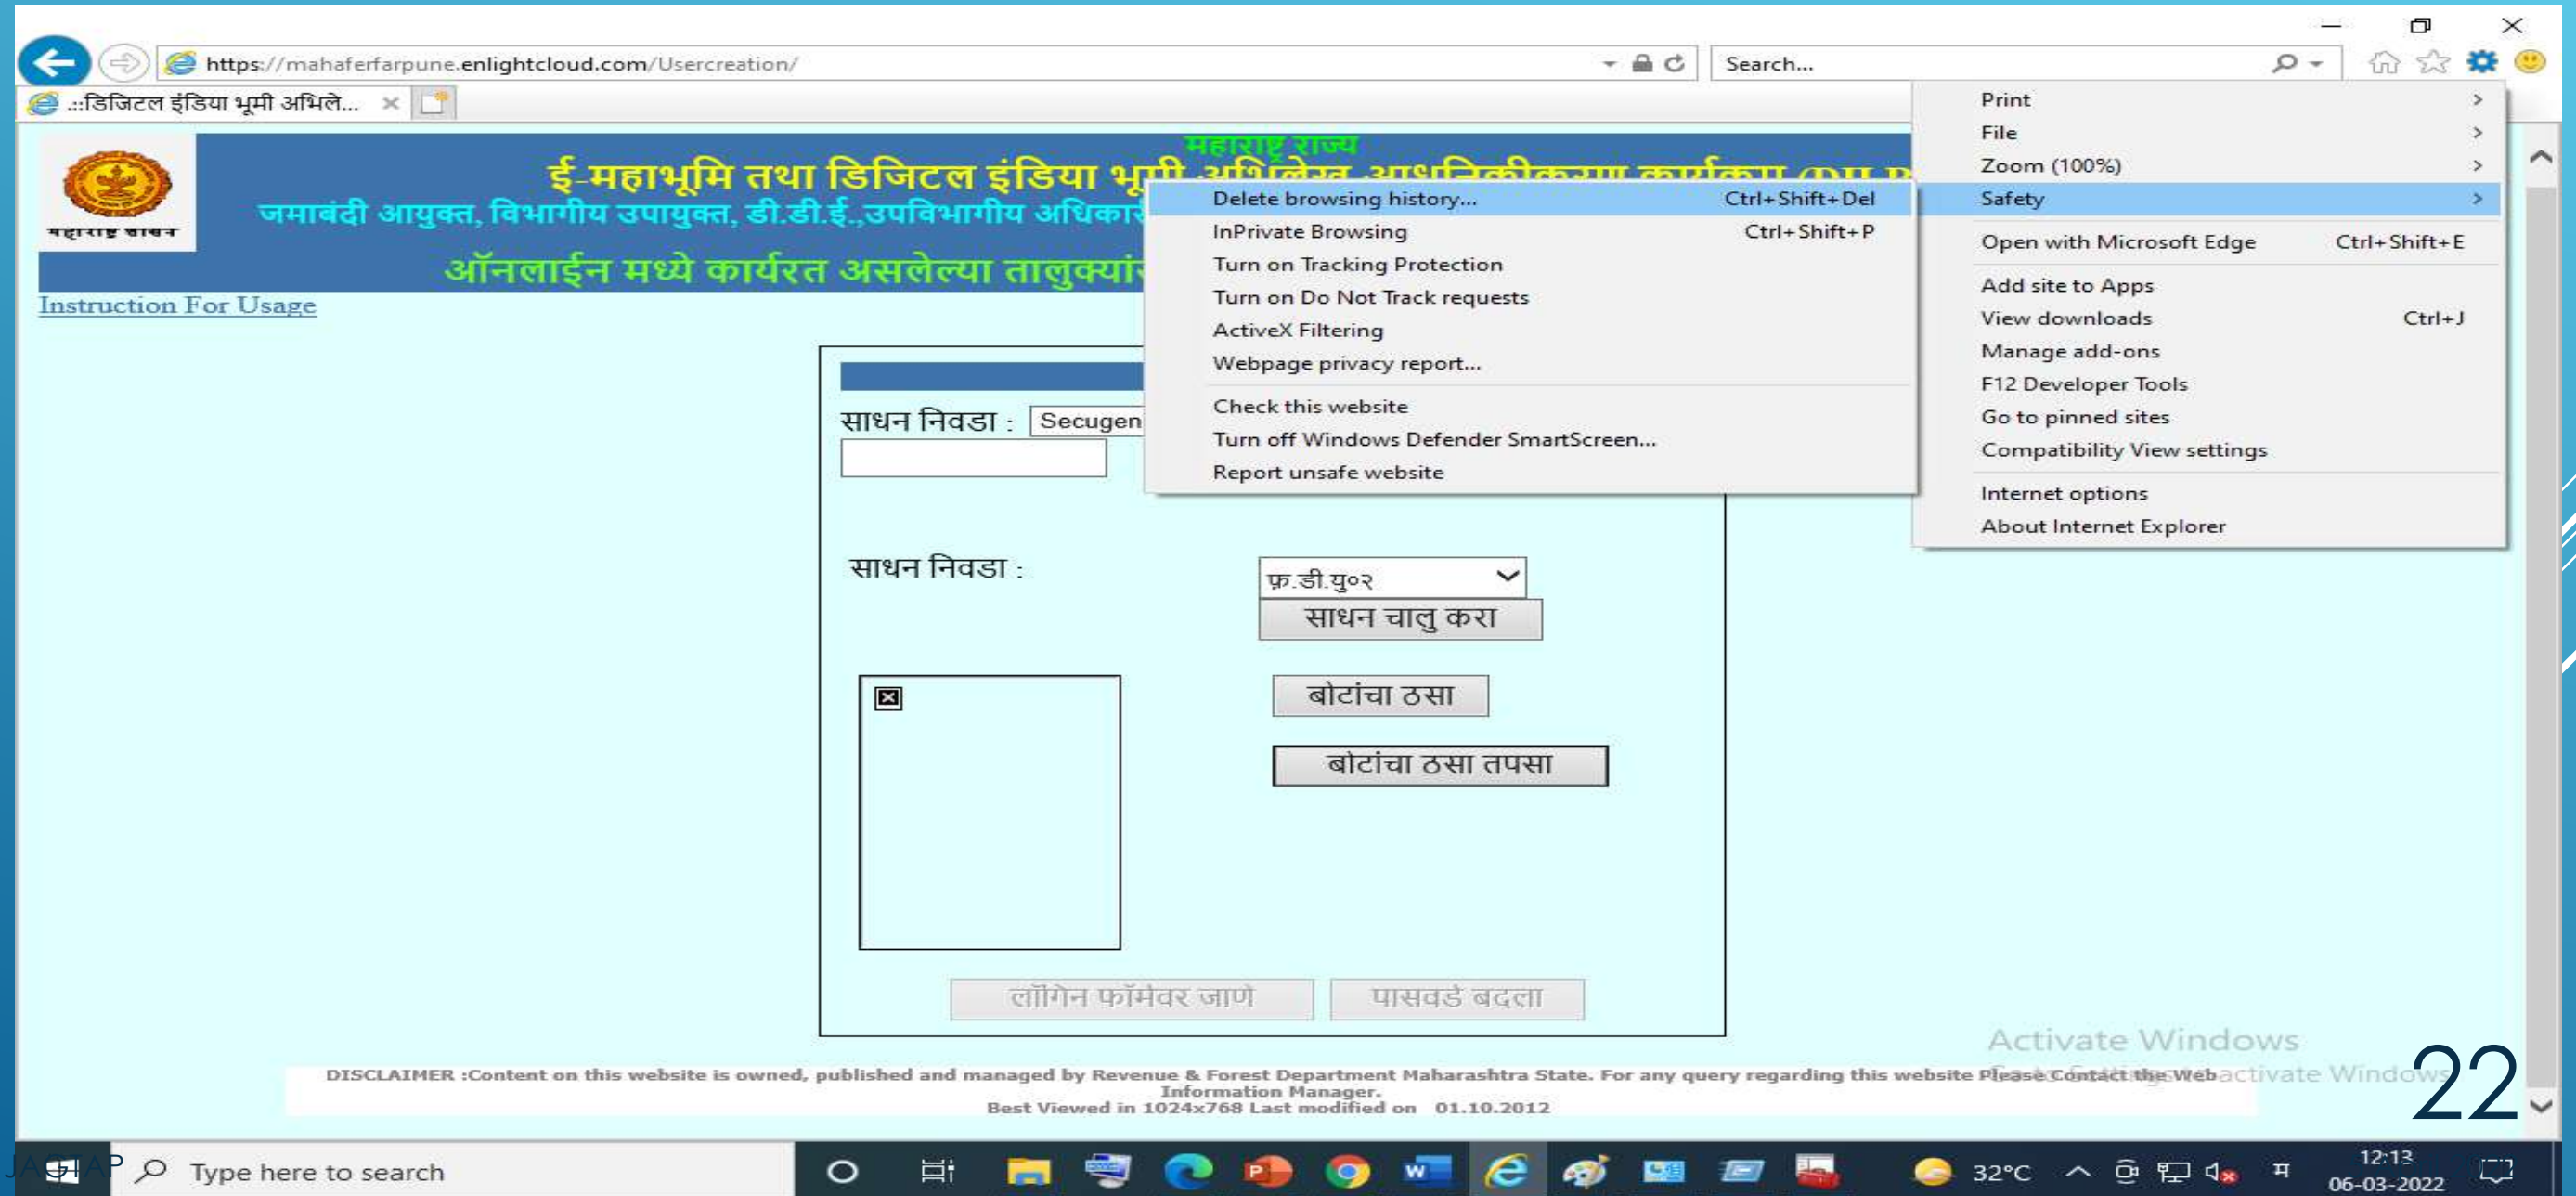 https://mahaferfarpune.enlightcloud.com/Usercreation/
Search...
.::डिजिटल इंडिया भूमी अभिले...
महाराष्ट्र राज्य
ई-महाभूमि तथा डिजिटल इंडिया भूमी अभिलेख आधुनिकीकरण कार्यक्रम
जमाबंदी आयुक्त, विभागीय उपायुक्त, डी.डी.ई.,उपविभागीय
ऑनलाईन मध्ये कार्यरत असलेल्या
महाराष्ट्र शासन
Instruction For Usage
Print
File
Zoom (100%)
Safety
Open with Microsoft Edge Ctrl+Shift+E
Add site to Apps
View downloads Ctrl+J
Manage add-ons
F12 Developer Tools
Go to pinned sites
Compatibility View settings
Internet options
About Internet Explorer
Delete browsing history... Ctrl+Shift+Del
InPrivate Browsing Ctrl+Shift+P
Turn on Tracking Protection
Turn on Do Not Track requests
ActiveX Filtering
Webpage privacy report...
Check this website
Turn off Windows Defender SmartScreen...
Report unsafe website
साधन निवडा : Secugen
साधन निवडा :
फ़.डी.यु०२
साधन चालु करा
बोटांचा ठसा
बोटांचा ठसा तपसा
लॉगिन फॉर्मवर जाणे पासवर्ड बदला
Activate Windows
DISCLAIMER :Content on this website is owned, published and managed by Revenue & Forest Department Maharashtra State. For any query regarding this website Please Contact the Web
Information Manager.
Best Viewed in 1024x768 Last modified on 01.10.2012
22
JAGTAP
Type here to search
32°C
म
12:13
06-03-2022